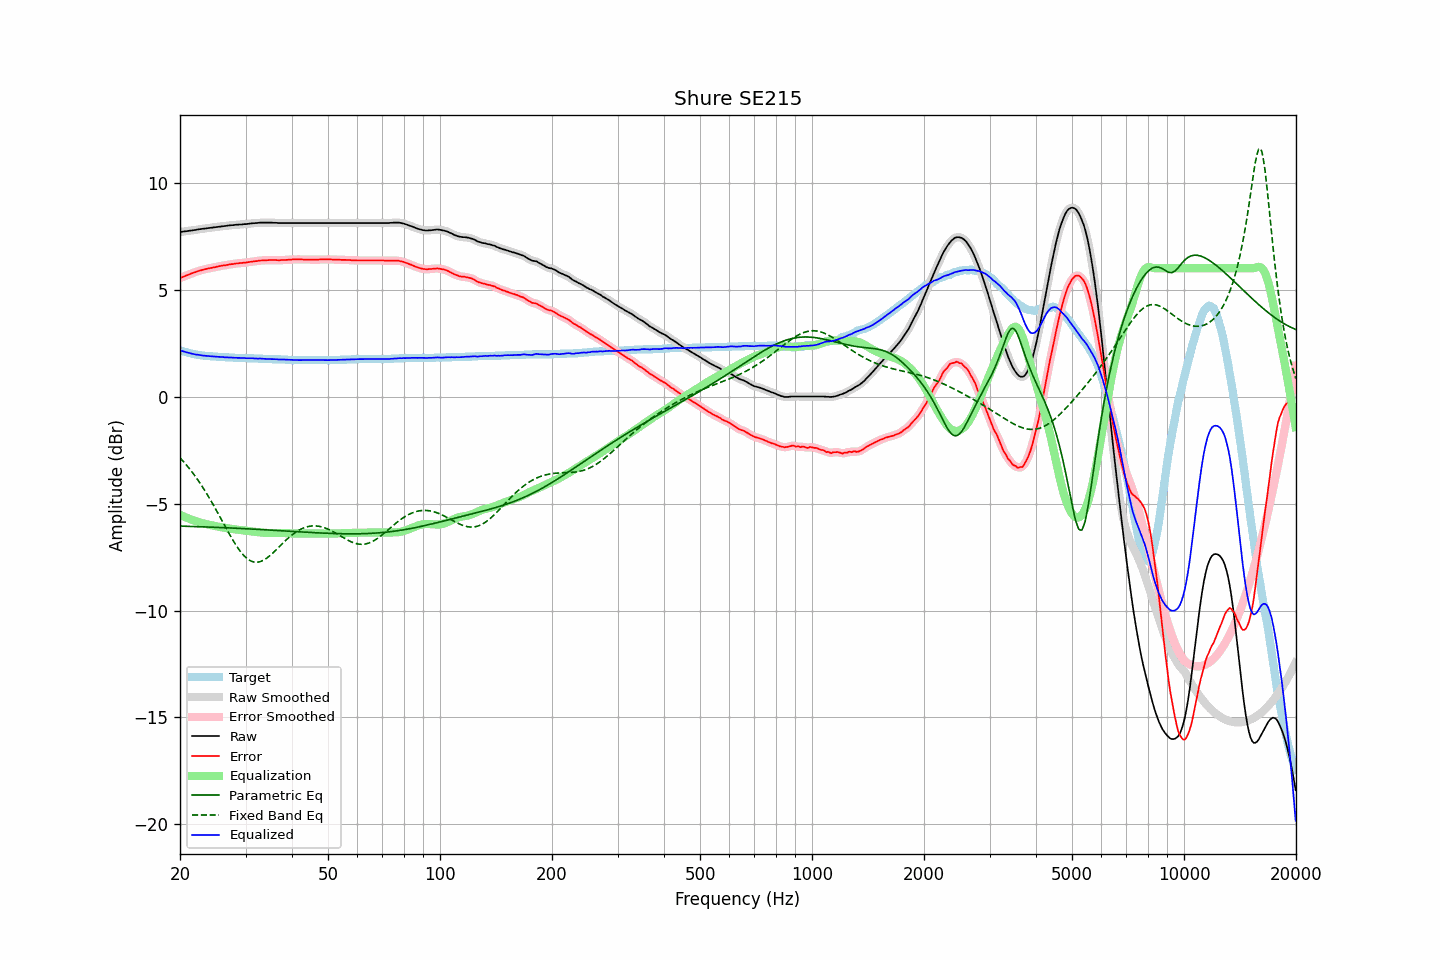 Shure SE215
Amplitude (dBr)
10
5
0
−5
−10
−15
−20
Target
Raw Smoothed
Error Smoothed
Raw
Error
Equalization
Parametric Eq
Fixed Band Eq
Equalized
20 50 100 200 500 1000 2000 5000 10000 20000
Frequency (Hz)